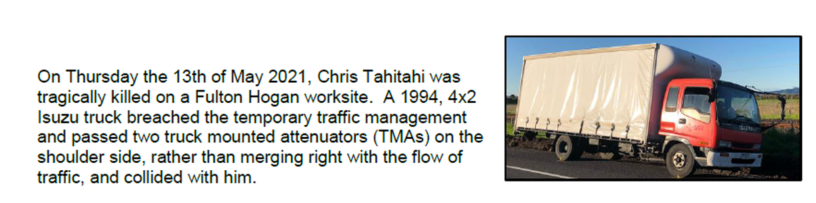 On Thursday the 13th of May 2021, Chris Tahitahi was
tragically killed on a Fulton Hogan worksite.  A 1994, 4x2
Isuzu truck breached the temporary traffic management
and passed two truck mounted attenuators (TMAs) on the
shoulder side, rather than merging right with the flow of
traffic, and collided with him.